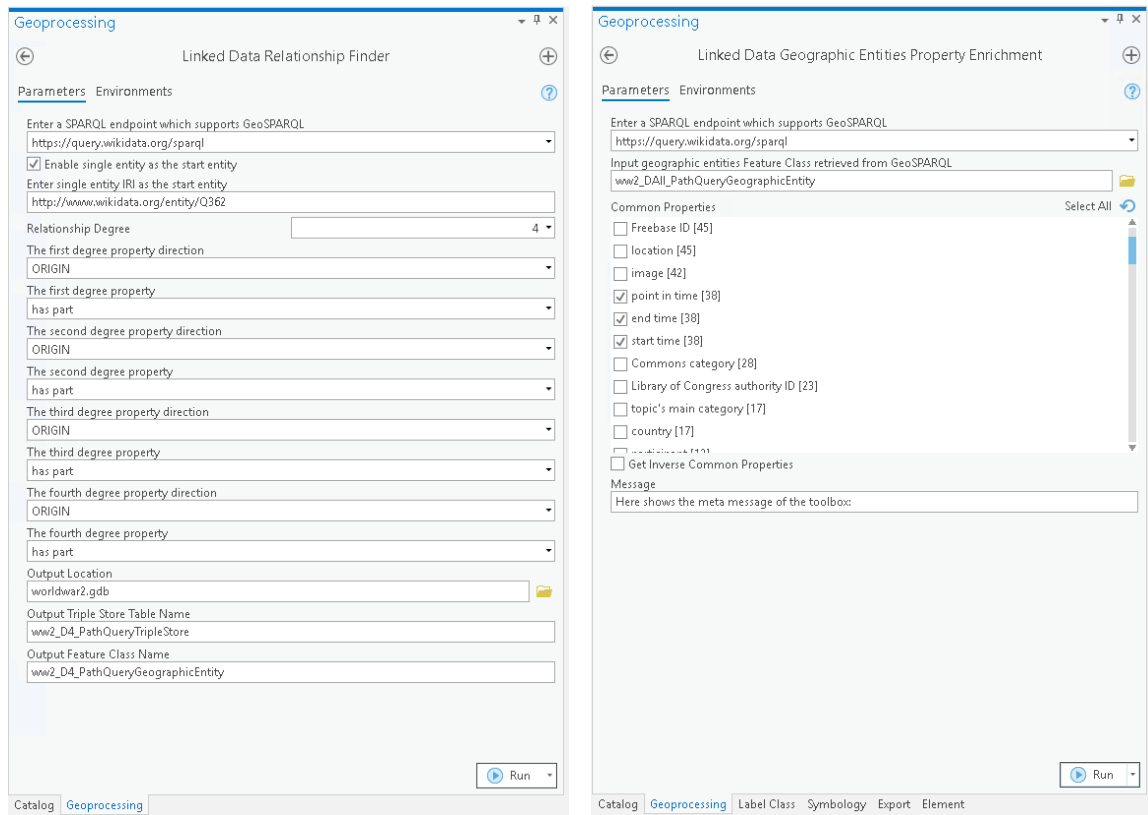 Geoprocessing
Linked Data Relationship Finder
Parameters Environments
Enter a SPARQL endpoint which supports GeoSPARQL
https://query.wikidata.org/sparql
Enable single entity as the start entity
Enter single entity IRI as the start entity
http://www.wikidata.org/entity/Q362
Relationship Degree 4
The first degree property direction
ORIGIN
The first degree property
has part
The second degree property direction
ORIGIN
The second degree property
has part
The third degree property direction
ORIGIN
The third degree property
has part
The fourth degree property direction
ORIGIN
The fourth degree property
has part
Output Location
worldwar2.gdb
Output Triple Store Table Name
ww2_D4_PathQueryTripleStore
Output Feature Class Name
ww2_D4_PathQueryGeographicEntity
Run
Catalog Geoprocessing
Geoprocessing
Linked Data Geographic Entities Property Enrichment
Parameters Environments
Enter a SPARQL endpoint which supports GeoSPARQL
https://query.wikidata.org/sparql
Input geographic entities Feature Class retrieved from GeoSPARQL
ww2_DAll_PathQueryGeographicEntity
Common Properties Select All
Freebase ID [45]
location [45]
image [42]
point in time [38]
end time [38]
start time [38]
Commons category [28]
Library of Congress authority ID [23]
topic's main category [17]
country [17]
Get Inverse Common Properties
Message
Here shows the meta message of the toolbox:
Run
Catalog Geoprocessing Label Class Symbology Export Element